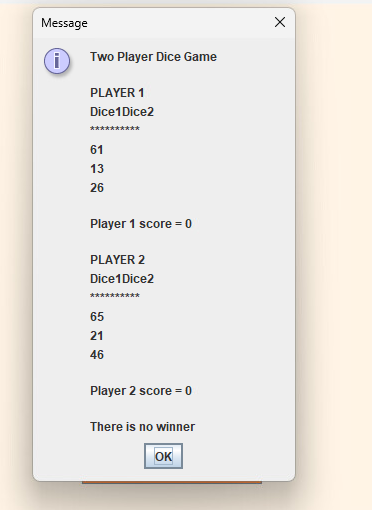 Message
Two Player Dice Game
PLAYER 1
Dice1Dice2
**********
61
13
26
Player 1 score = 0
PLAYER 2
Dice1Dice2
**********
65
21
46
Player 2 score = 0
There is no winner
OK